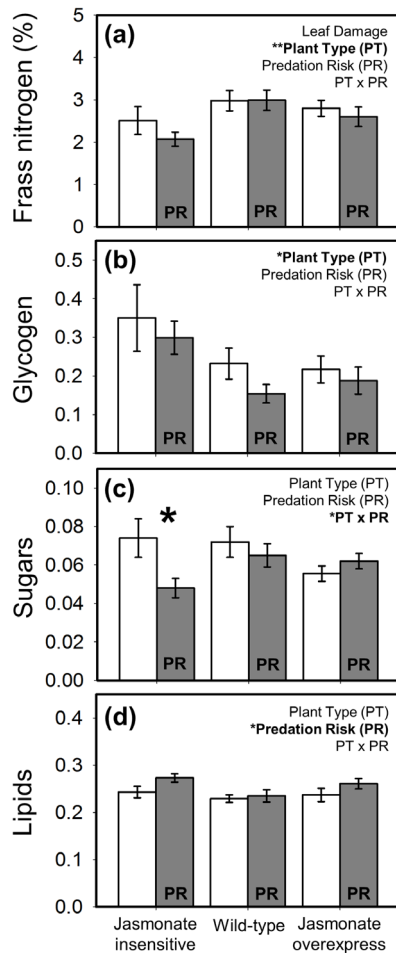 (a)
Leaf Damage
**Plant Type (PT)
Predation Risk (PR)
PT x PR
Frass nitrogen (%)
5
4
3
2
1
0
PR
PR
PR
(b)
*Plant Type (PT)
Predation Risk (PR)
PT x PR
Glycogen
0.5
0.4
0.3
0.2
0.1
0.0
PR
PR
PR
(c)
Plant Type (PT)
Predation Risk (PR)
*PT x PR
Sugars
0.10
0.08
0.06
0.04
0.02
0.00
*
PR
PR
PR
(d)
Plant Type (PT)
*Predation Risk (PR)
PT x PR
Lipids
0.4
0.3
0.2
0.1
0.0
PR
PR
PR
Jasmonate
insensitive
Wild-type
Jasmonate
overexpress